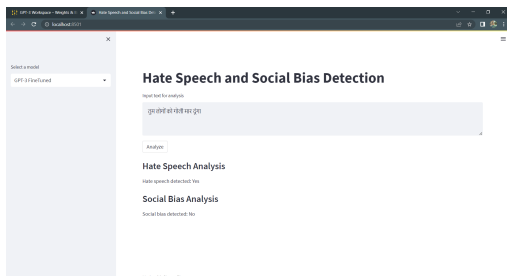 GPT-3 Workspace – Weights & B
Hate Speech and Social Bias Det
localhost:8501
Select a model
GPT-3 FineTuned
Hate Speech and Social Bias Detection
Input text for analysis
तुम लोगों को गोली मार दूंगा
Analyze
Hate Speech Analysis
Hate speech detected: Yes
Social Bias Analysis
Social bias detected: No